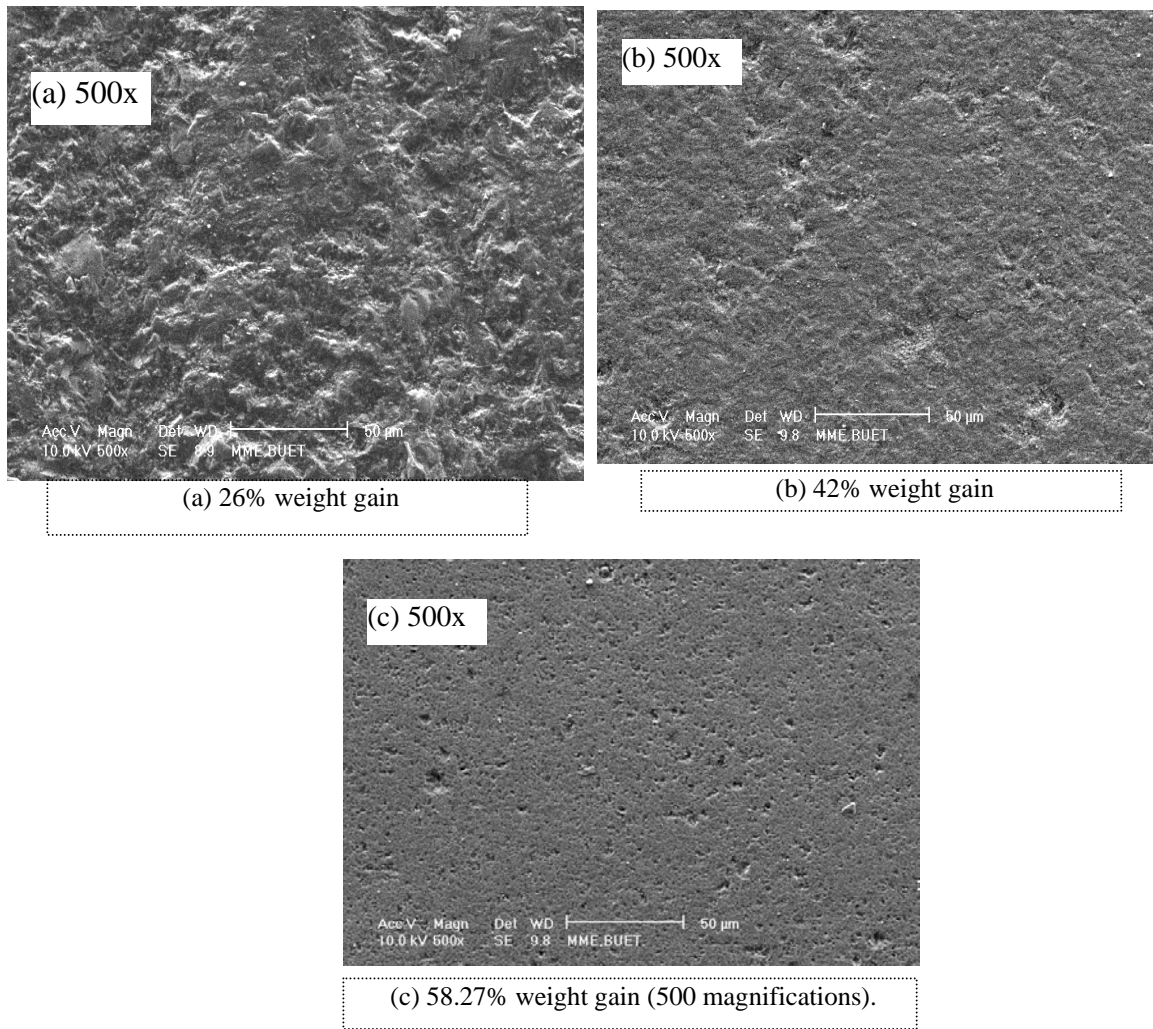 (a) 500x
Acc.V Magn Det WD 50 µm
10.0 kV 500x SE 8.9 MME,BUET
(a) 26% weight gain
(b) 500x
Acc.V Magn Det WD 50 µm
10.0 kV 500x SE 9.8 MME,BUET
(b) 42% weight gain
(c) 500x
Acc.V Magn Det WD 50 µm
10.0 kV 500x SE 9.8 MME,BUET
(c) 58.27% weight gain (500 magnifications).